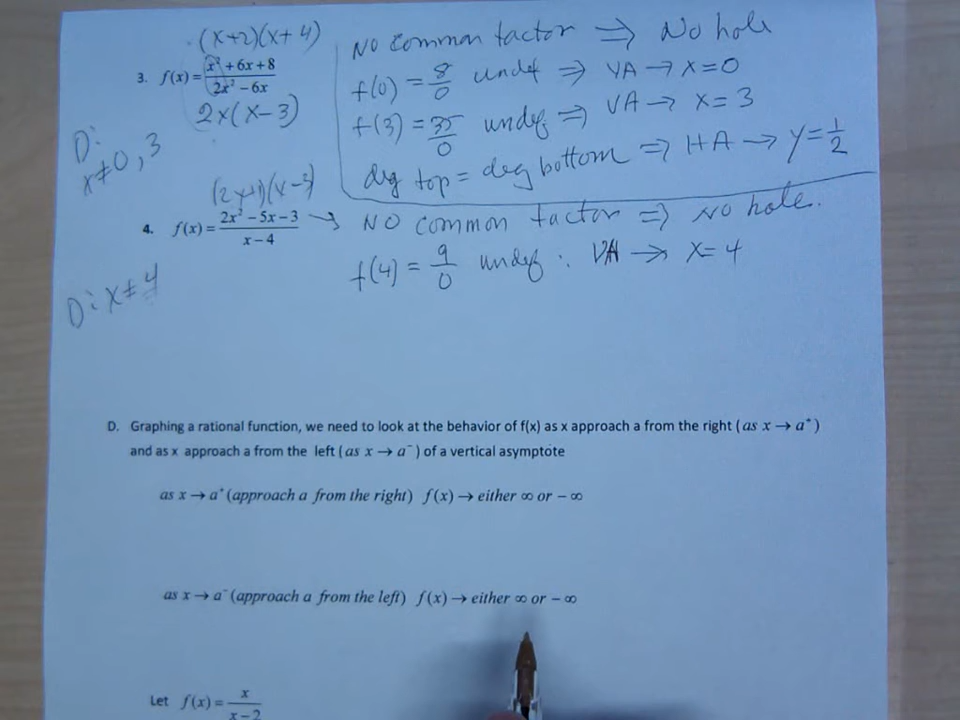 (x+2)(x+4)
3. f(x) = x² + 6x + 8 / 2x² − 6x
2x(x−3)
D: x≠0, 3
No common factor ⇒ No hole
f(0) = 8/0 undef ⇒ VA → x=0
f(3) = 35/0 undef ⇒ VA → x=3
deg top = deg bottom ⇒ HA → y=1/2
4. f(x) = 2x² − 5x − 3 / x − 4 → NO common factor ⇒ No hole.
D: x≠4
f(4) = 9/0 undef ∴ VA → x=4
D. Graphing a rational function, we need to look at the behavior of f(x) as x approach a from the right (as x → a⁺)
and as x approach a from the left (as x → a⁻) of a vertical asymptote
as x → a⁺ (approach a from the right) f(x) → either ∞ or − ∞
as x → a⁻ (approach a from the left) f(x) → either ∞ or − ∞
Let f(x) = x / x − 2